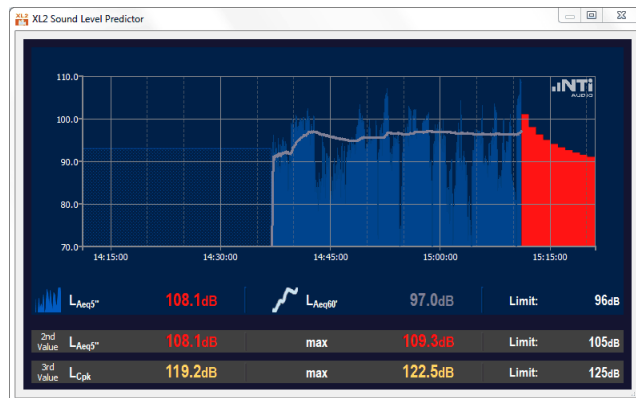 XL2 Sound Level Predictor
NTi
AUDIO
110.0
100.0
90.0
80.0
70.0
14:15:00 14:30:00 14:45:00 15:00:00 15:15:00
LAeq5" 108.1dB LAeq60' 97.0dB Limit: 96dB
2nd Value LAeq5" 108.1dB max 109.3dB Limit: 105dB
3rd Value LCpk 119.2dB max 122.5dB Limit: 125dB